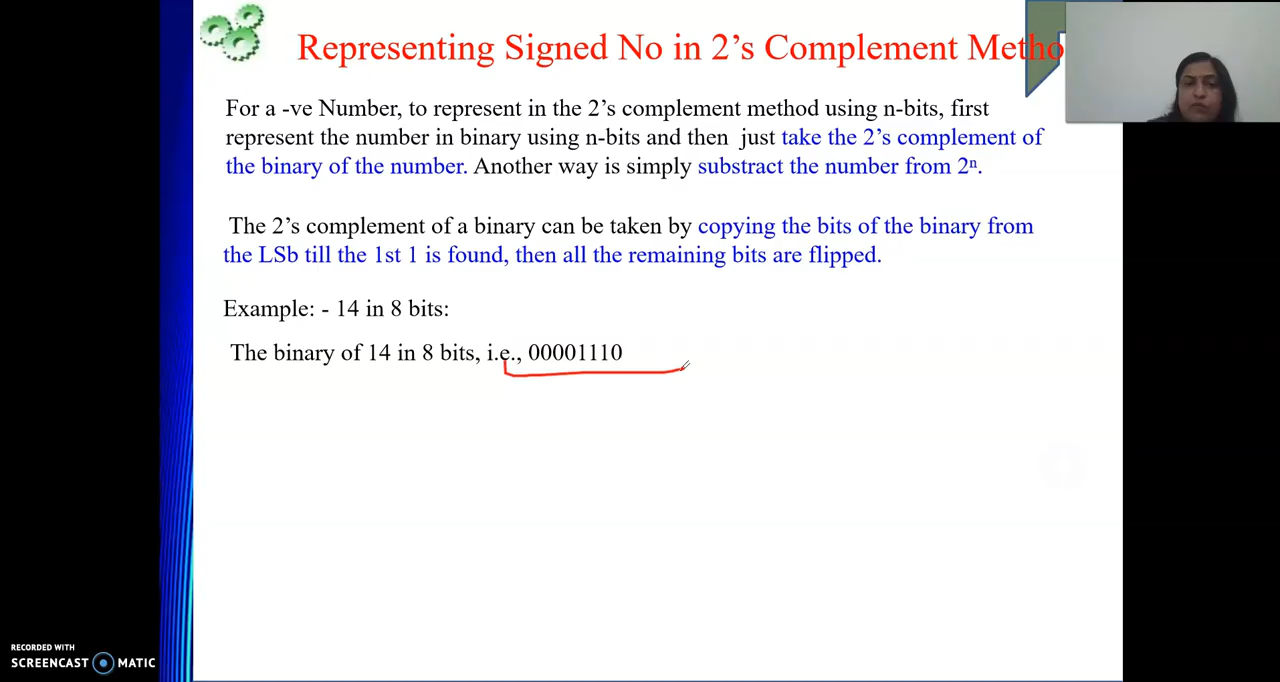 Representing Signed No in 2’s Complement Metho
For a -ve Number, to represent in the 2’s complement method using n-bits, first
represent the number in binary using n-bits and then just take the 2’s complement of
the binary of the number. Another way is simply substract the number from 2ⁿ.
The 2’s complement of a binary can be taken by copying the bits of the binary from
the LSb till the 1st 1 is found, then all the remaining bits are flipped.
Example: - 14 in 8 bits:
The binary of 14 in 8 bits, i.e., 00001110
RECORDED WITH
SCREENCAST MATIC